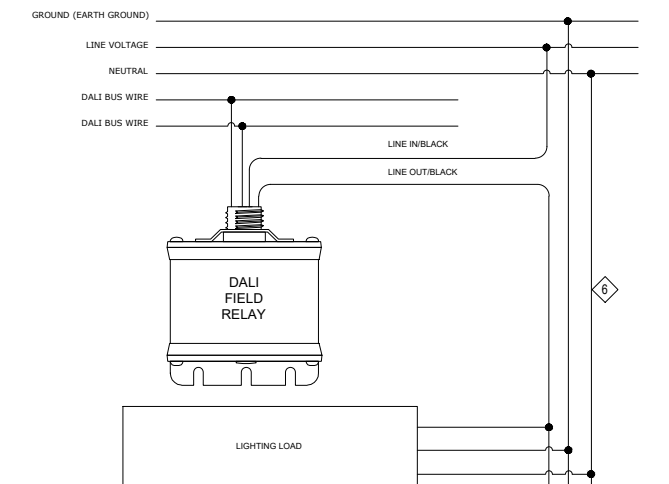 GROUND (EARTH GROUND)
LINE VOLTAGE
NEUTRAL
DALI BUS WIRE
DALI BUS WIRE
LINE IN/BLACK
LINE OUT/BLACK
DALI
FIELD
RELAY
6
LIGHTING LOAD